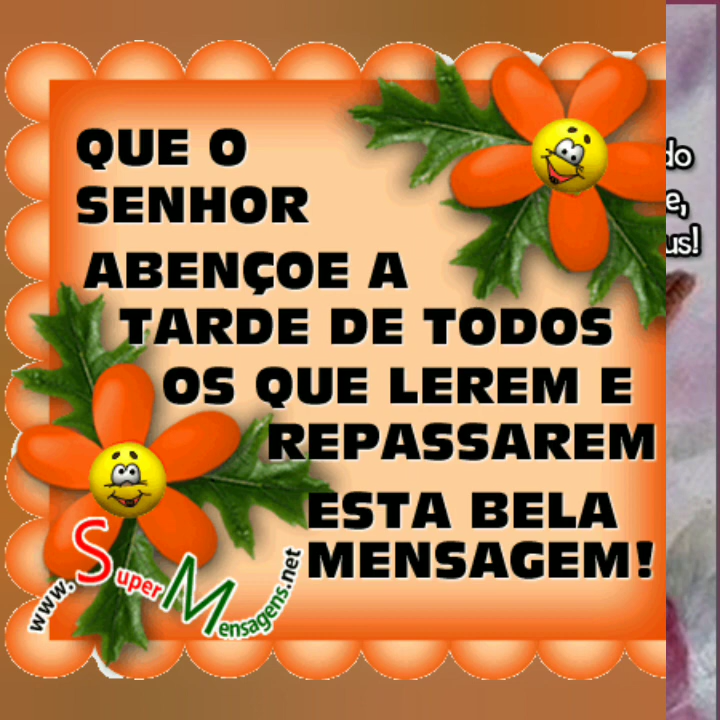 QUE O
SENHOR
ABENÇOE A
TARDE DE TODOS
OS QUE LEREM E
REPASSAREM
ESTA BELA
MENSAGEM!
www.SuperMensagens.net